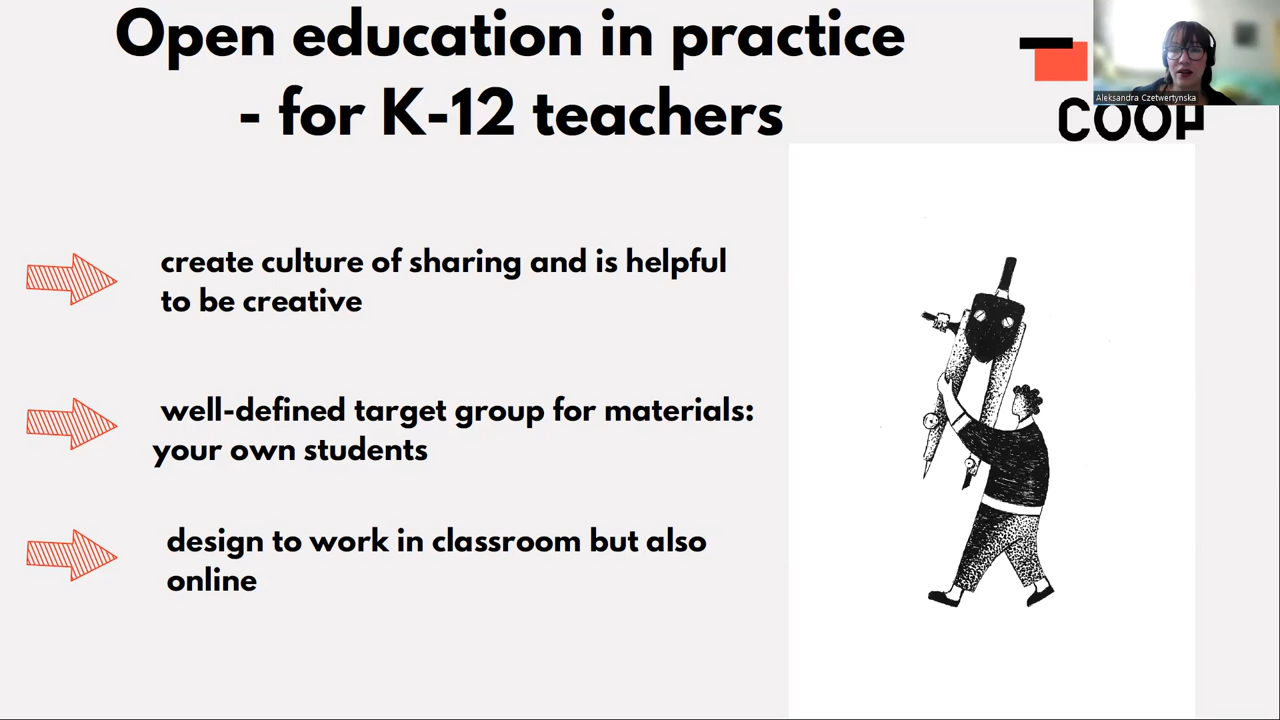 Open education in practice
- for K-12 teachers
Aleksandra Czetwertynska
COOP
create culture of sharing and is helpful
to be creative
well-defined target group for materials:
your own students
design to work in classroom but also
online